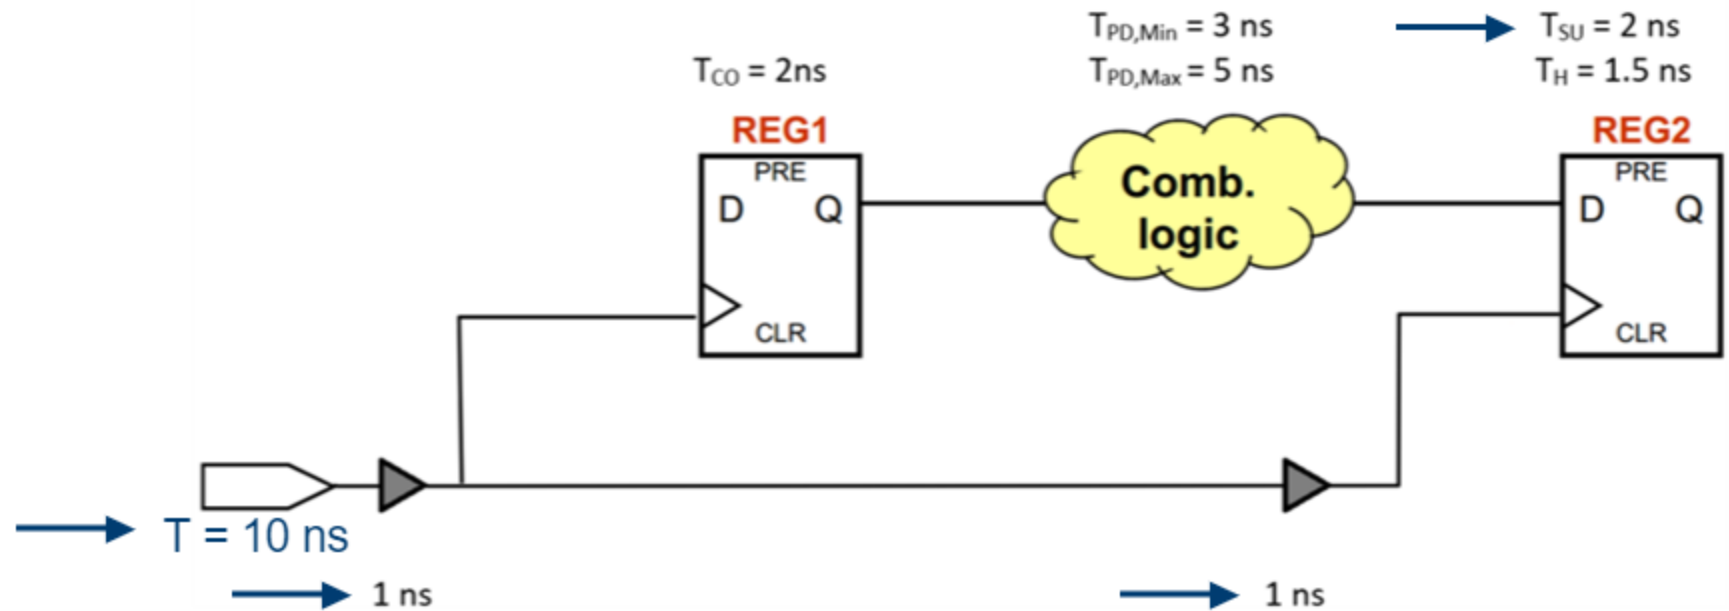 T_CO = 2ns
T_PD,Min = 3 ns
T_PD,Max = 5 ns
T_SU = 2 ns
T_H = 1.5 ns
REG1
PRE
D Q
CLR
Comb.
logic
REG2
PRE
D Q
CLR
T = 10 ns
1 ns
1 ns